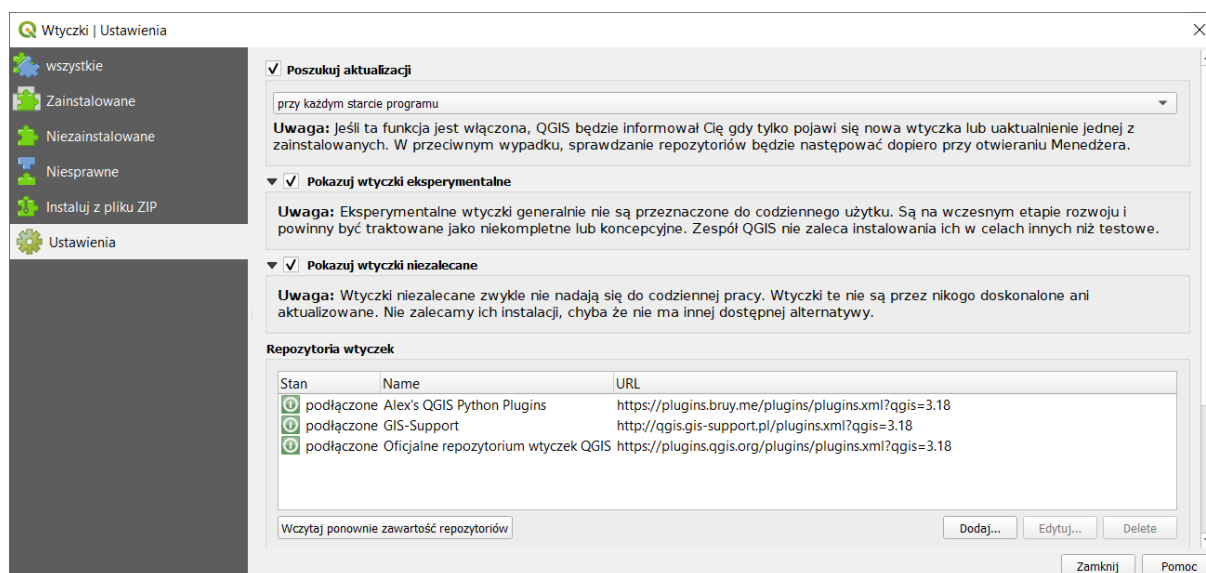 Wtyczki | Ustawienia
wszystkie
Zainstalowane
Niezainstalowane
Niesprawne
Instaluj z pliku ZIP
Ustawienia
Poszukuj aktualizacji
przy każdym starcie programu
Uwaga: Jeśli ta funkcja jest włączona, QGIS będzie informował Cię gdy tylko pojawi się nowa wtyczka lub uaktualnienie jednej z
zainstalowanych. W przeciwnym wypadku, sprawdzanie repozytoriów będzie następować dopiero przy otwieraniu Menedżera.
Pokazuj wtyczki eksperymentalne
Uwaga: Eksperymentalne wtyczki generalnie nie są przeznaczone do codziennego użytku. Są na wczesnym etapie rozwoju i
powinny być traktowane jako niekompletne lub koncepcyjne. Zespół QGIS nie zaleca instalowania ich w celach innych niż testowe.
Pokazuj wtyczki niezalecane
Uwaga: Wtyczki niezalecane zwykle nie nadają się do codziennej pracy. Wtyczki te nie są przez nikogo doskonalone ani
aktualizowane. Nie zalecamy ich instalacji, chyba że nie ma innej dostępnej alternatywy.
Repozytoria wtyczek
Stan Name URL
podłączone Alex's QGIS Python Plugins https://plugins.bruy.me/plugins/plugins.xml?qgis=3.18
podłączone GIS-Support http://qgis.gis-support.pl/plugins.xml?qgis=3.18
podłączone Oficjalne repozytorium wtyczek QGIS https://plugins.qgis.org/plugins/plugins.xml?qgis=3.18
Wczytaj ponownie zawartość repozytoriów Dodaj... Edytuj... Delete
Zamknij Pomoc